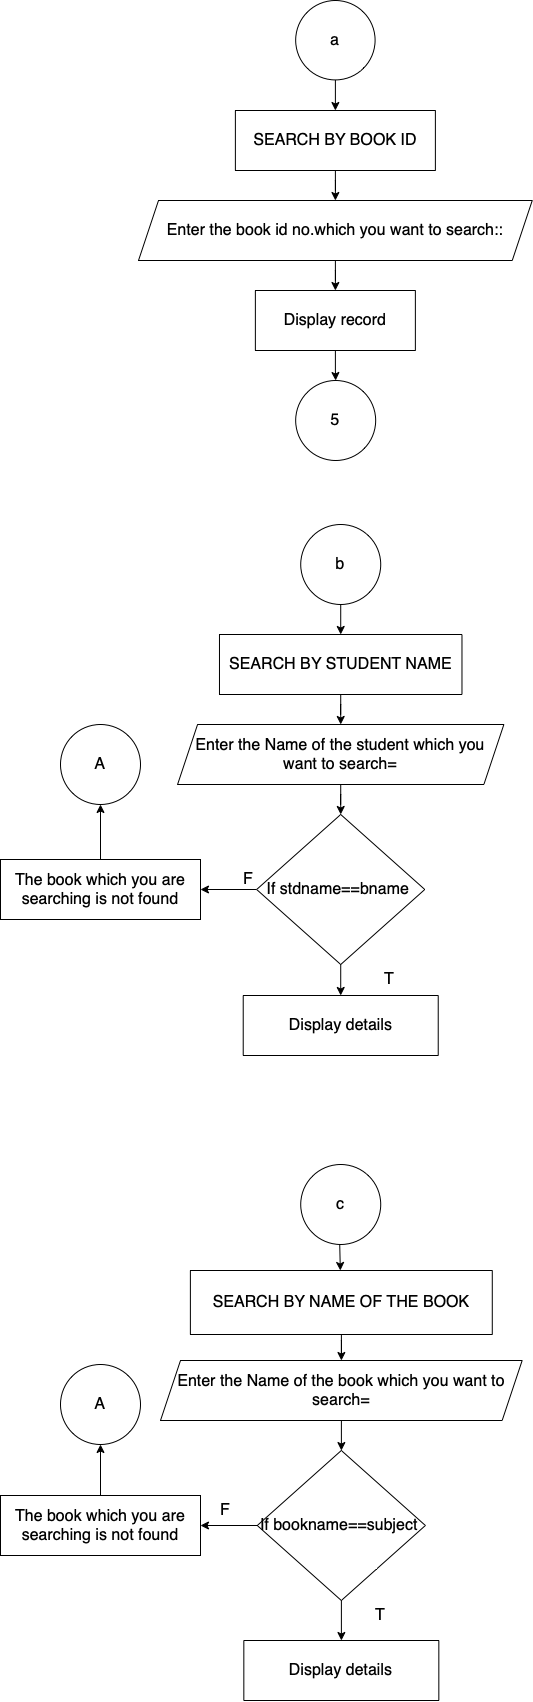 a
SEARCH BY BOOK ID
Enter the book id no.which you want to search::
Display record
5
b
SEARCH BY STUDENT NAME
Enter the Name of the student which you
want to search=
A
The book which you are
searching is not found
F
If stdname==bname
T
Display details
c
SEARCH BY NAME OF THE BOOK
Enter the Name of the book which you want to
search=
A
The book which you are
searching is not found
F
If bookname==subject
T
Display details